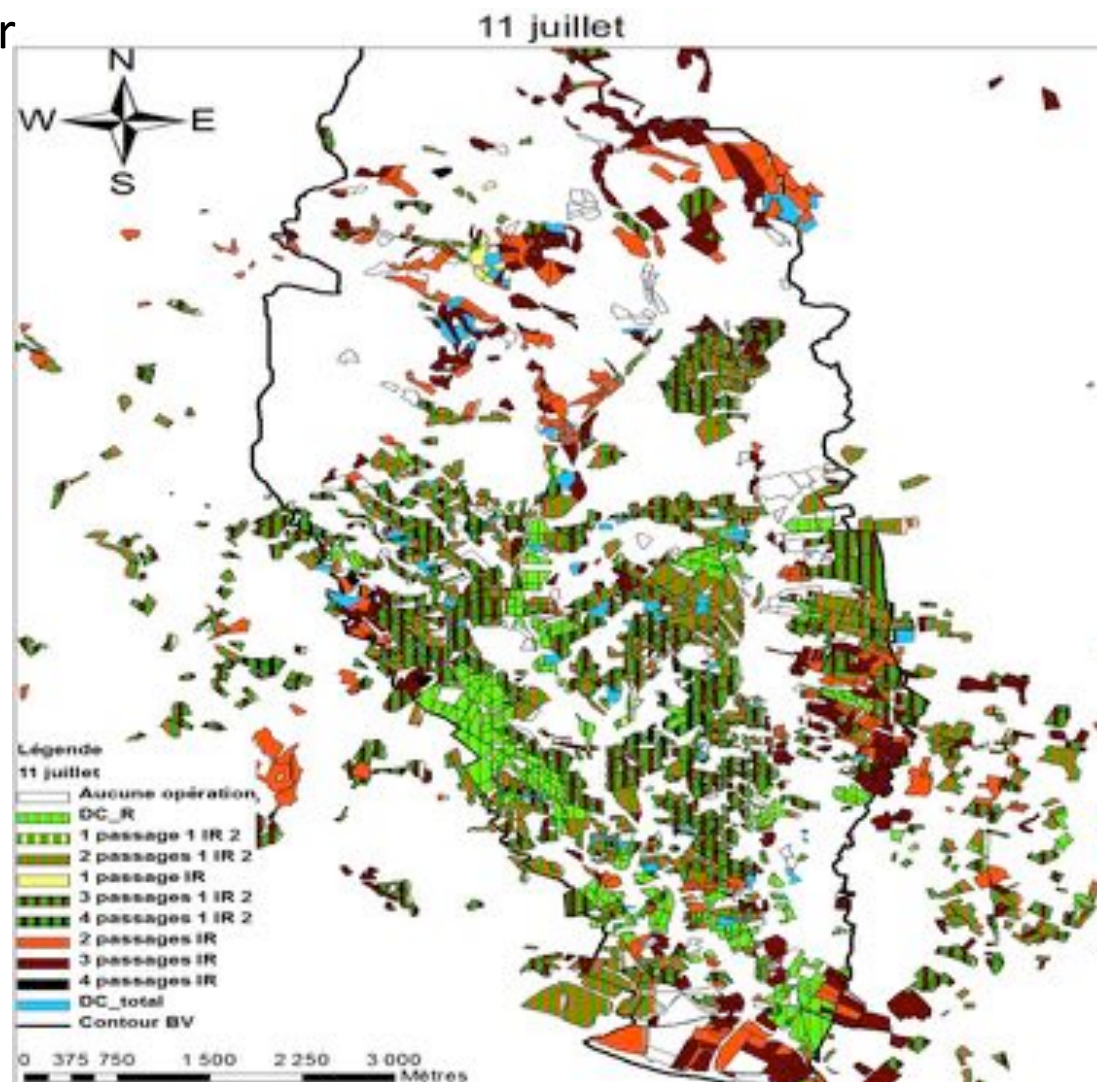 r
11 juillet
N
W E
S
Légende
11 juillet
Aucune opération
DC_R
1 passage 1 IR 2
2 passages 1 IR 2
1 passage IR
3 passages 1 IR 2
4 passages 1 IR 2
2 passages IR
3 passages IR
4 passages IR
DC_total
Contour BV
0 375 750 1 500 2 250 3 000
Mètres